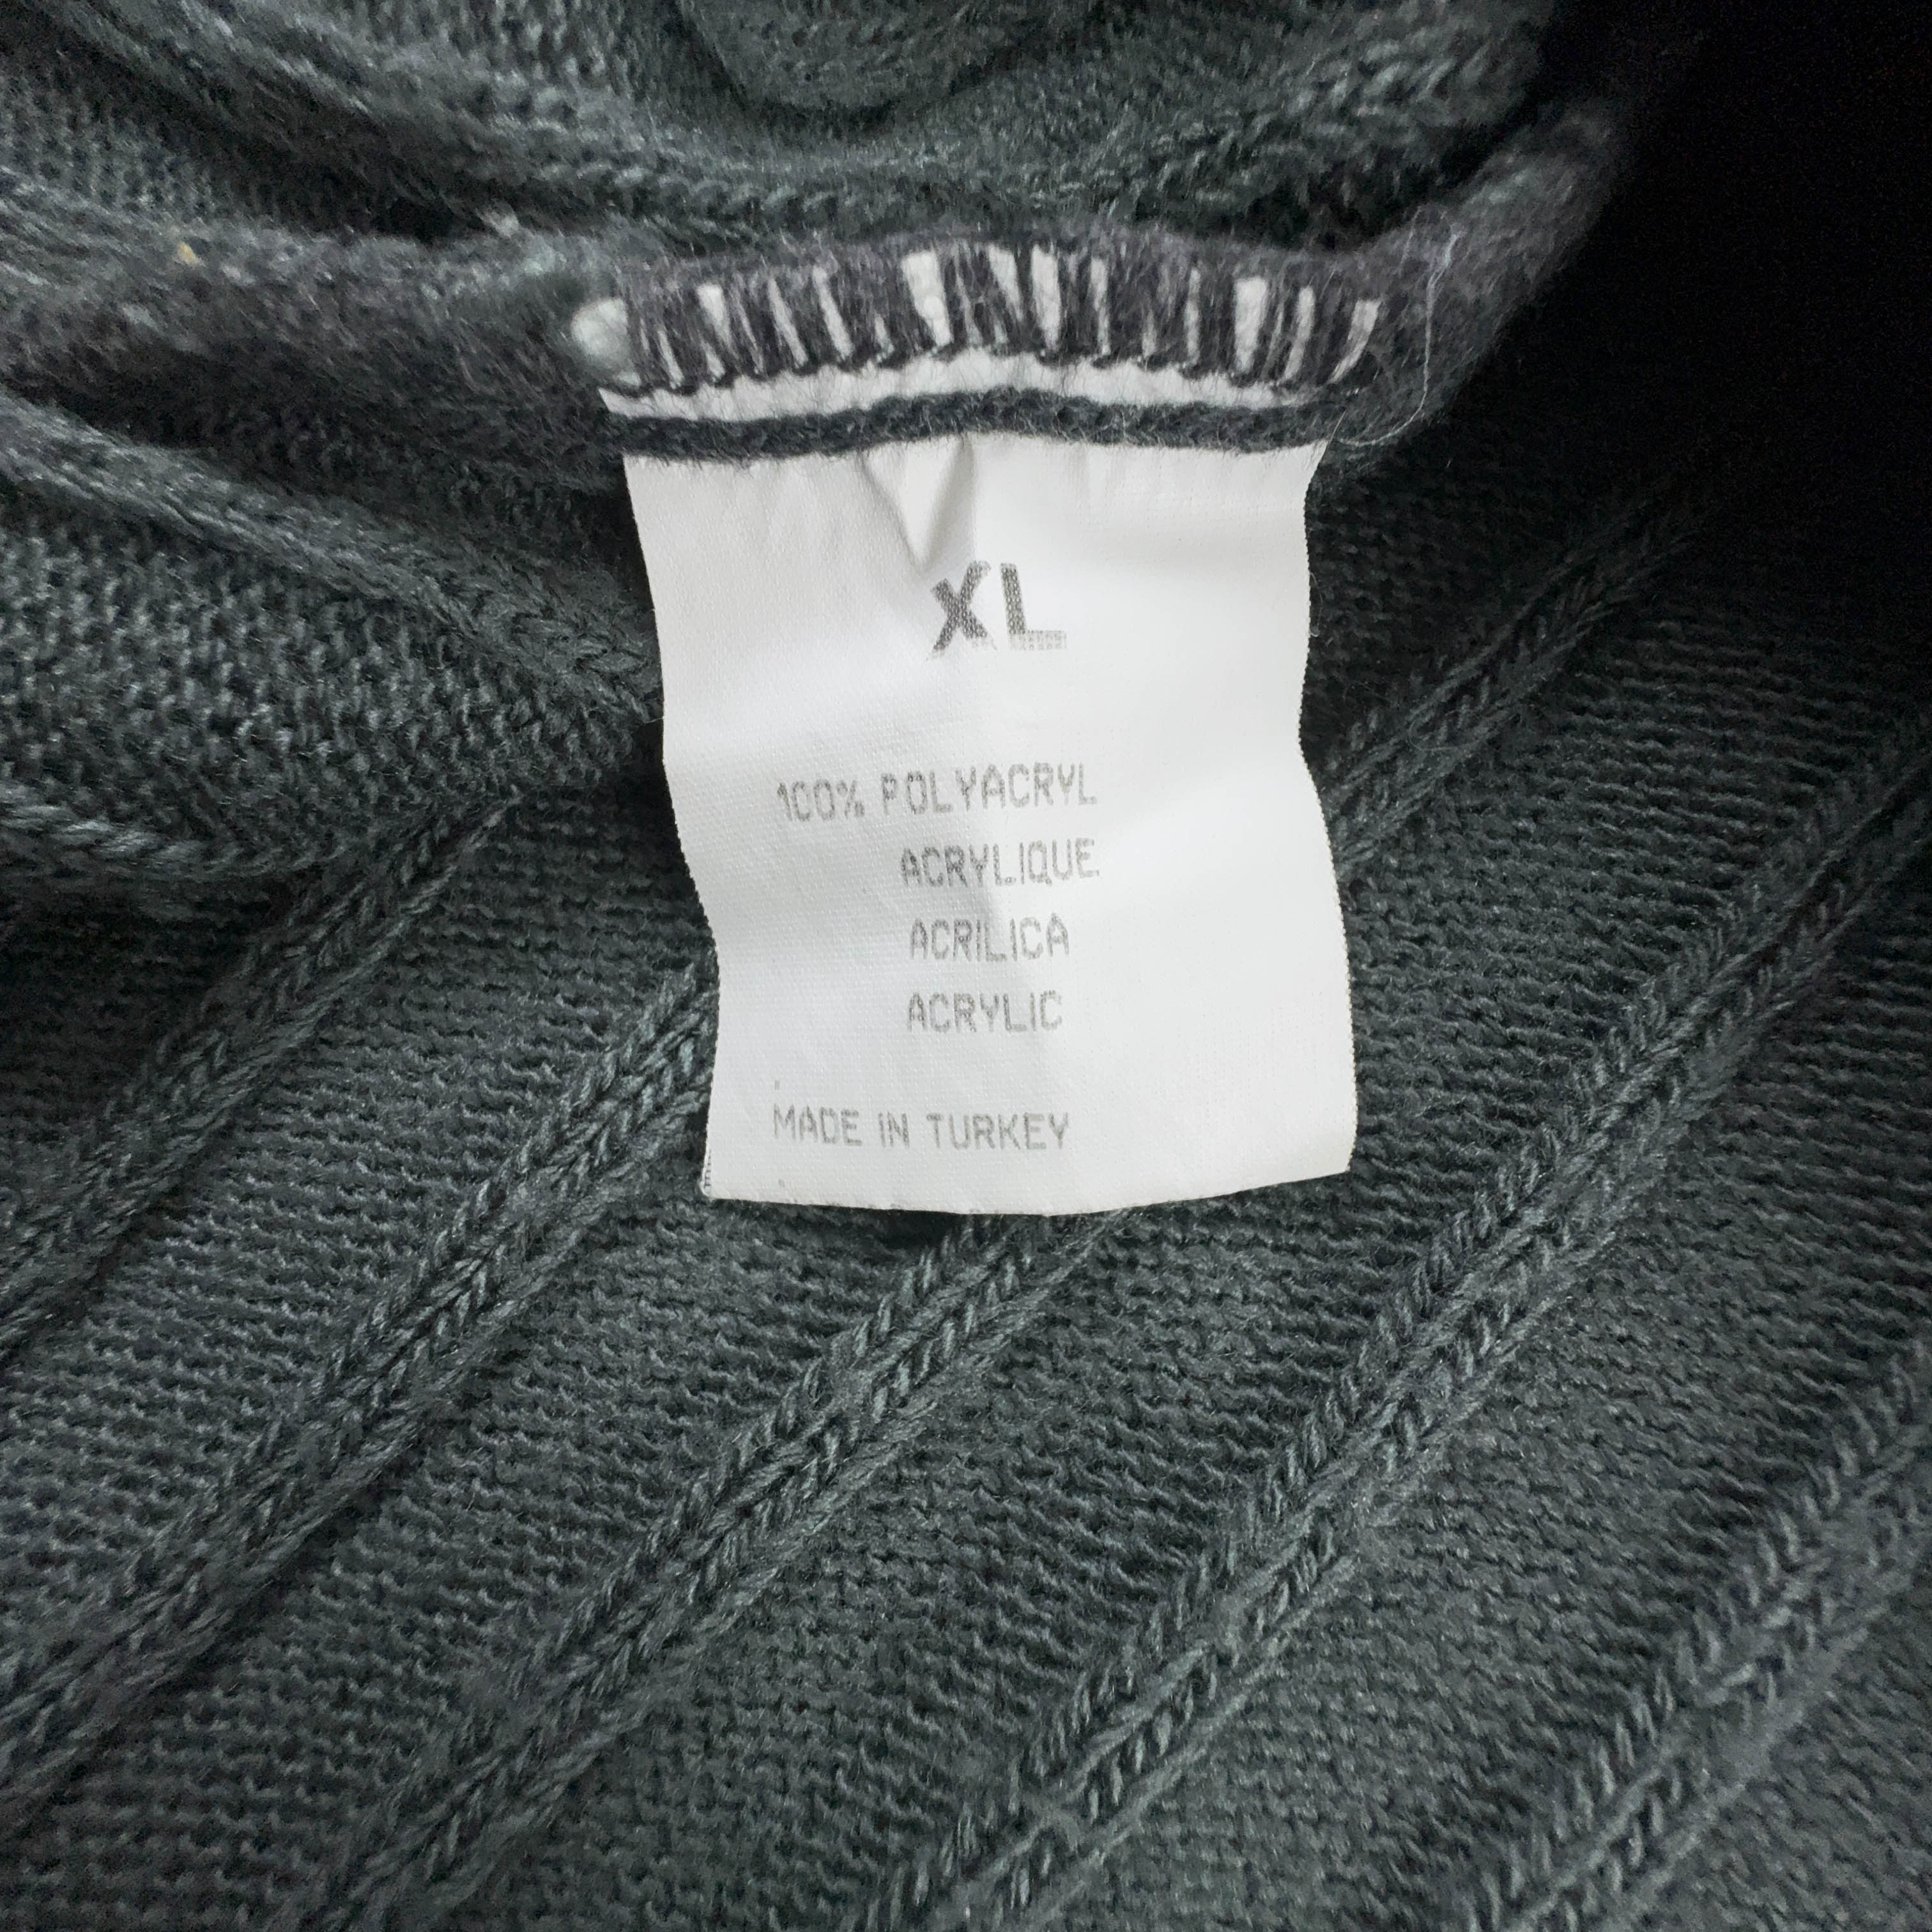 XL
100% POLYACRYL
ACRYLIQUE
ACRILICA
ACRYLIC
MADE IN TURKEY